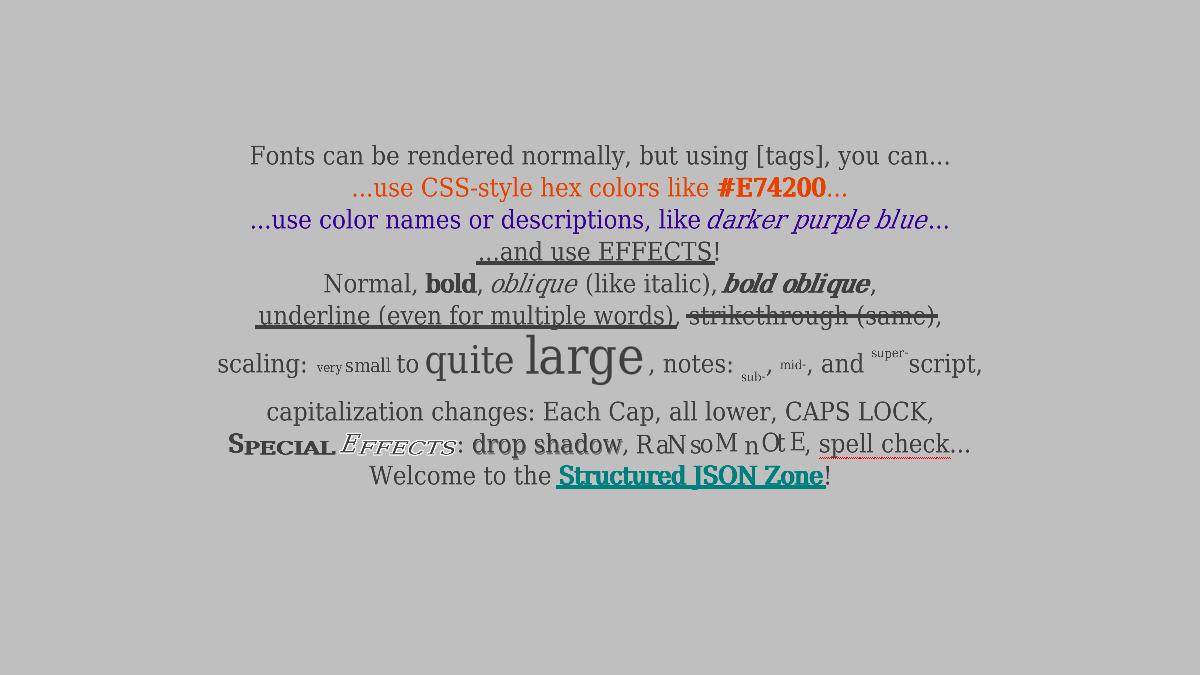 Fonts can be rendered normally, but using [tags], you can...
...use CSS-style hex colors like #E74200...
...use color names or descriptions, like darker purple blue...
...and use EFFECTS!
Normal, bold, oblique (like italic), bold oblique,
underline (even for multiple words), strikethrough (same),
scaling: very small to quite large, notes: sub-, mid-, and super-script,
capitalization changes: Each Cap, all lower, CAPS LOCK,
SPECIAL EFFECTS: drop shadow, RaNsoM nOtE, spell check...
Welcome to the Structured JSON Zone!